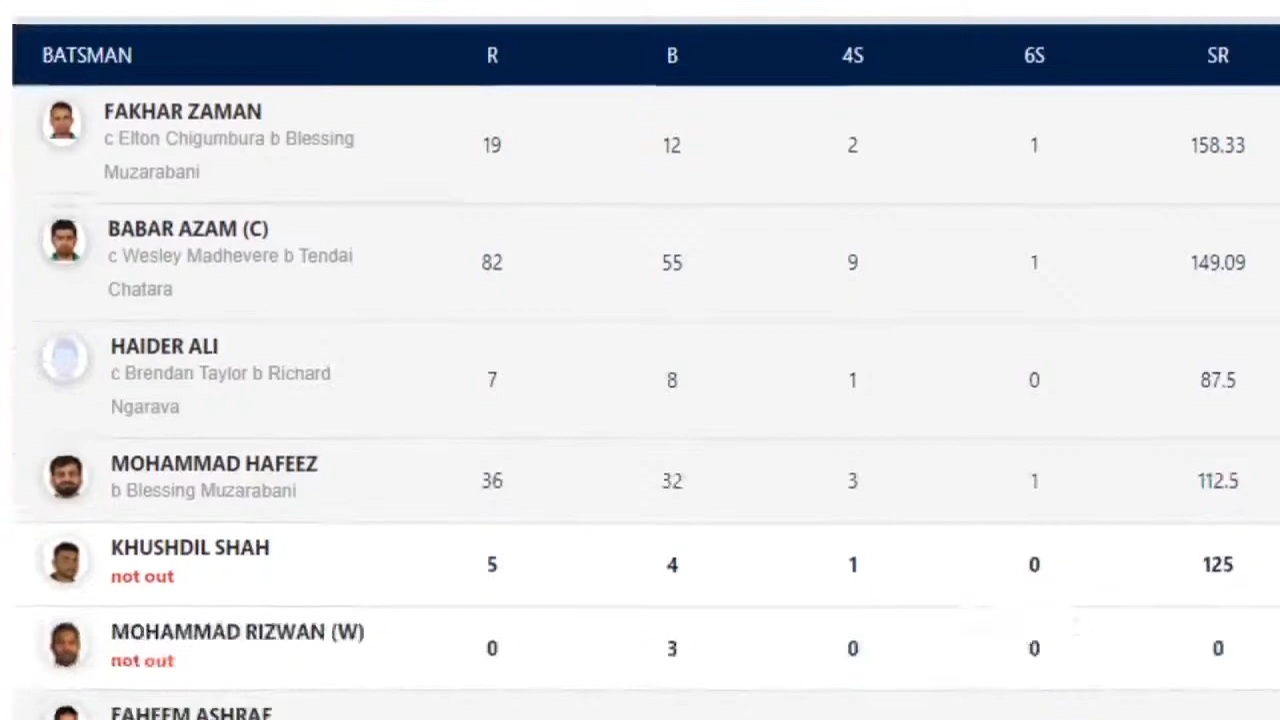 BATSMAN R B 4S 6S SR
FAKHAR ZAMAN
c Elton Chigumbura b Blessing
Muzarabani
19 12 2 1 158.33
BABAR AZAM (C)
c Wesley Madhevere b Tendai
Chatara
82 55 9 1 149.09
HAIDER ALI
c Brendan Taylor b Richard
Ngarava
7 8 1 0 87.5
MOHAMMAD HAFEEZ
b Blessing Muzarabani
36 32 3 1 112.5
KHUSHDIL SHAH
not out
5 4 1 0 125
MOHAMMAD RIZWAN (W)
not out
0 3 0 0 0
FAHEEM ASHRAF